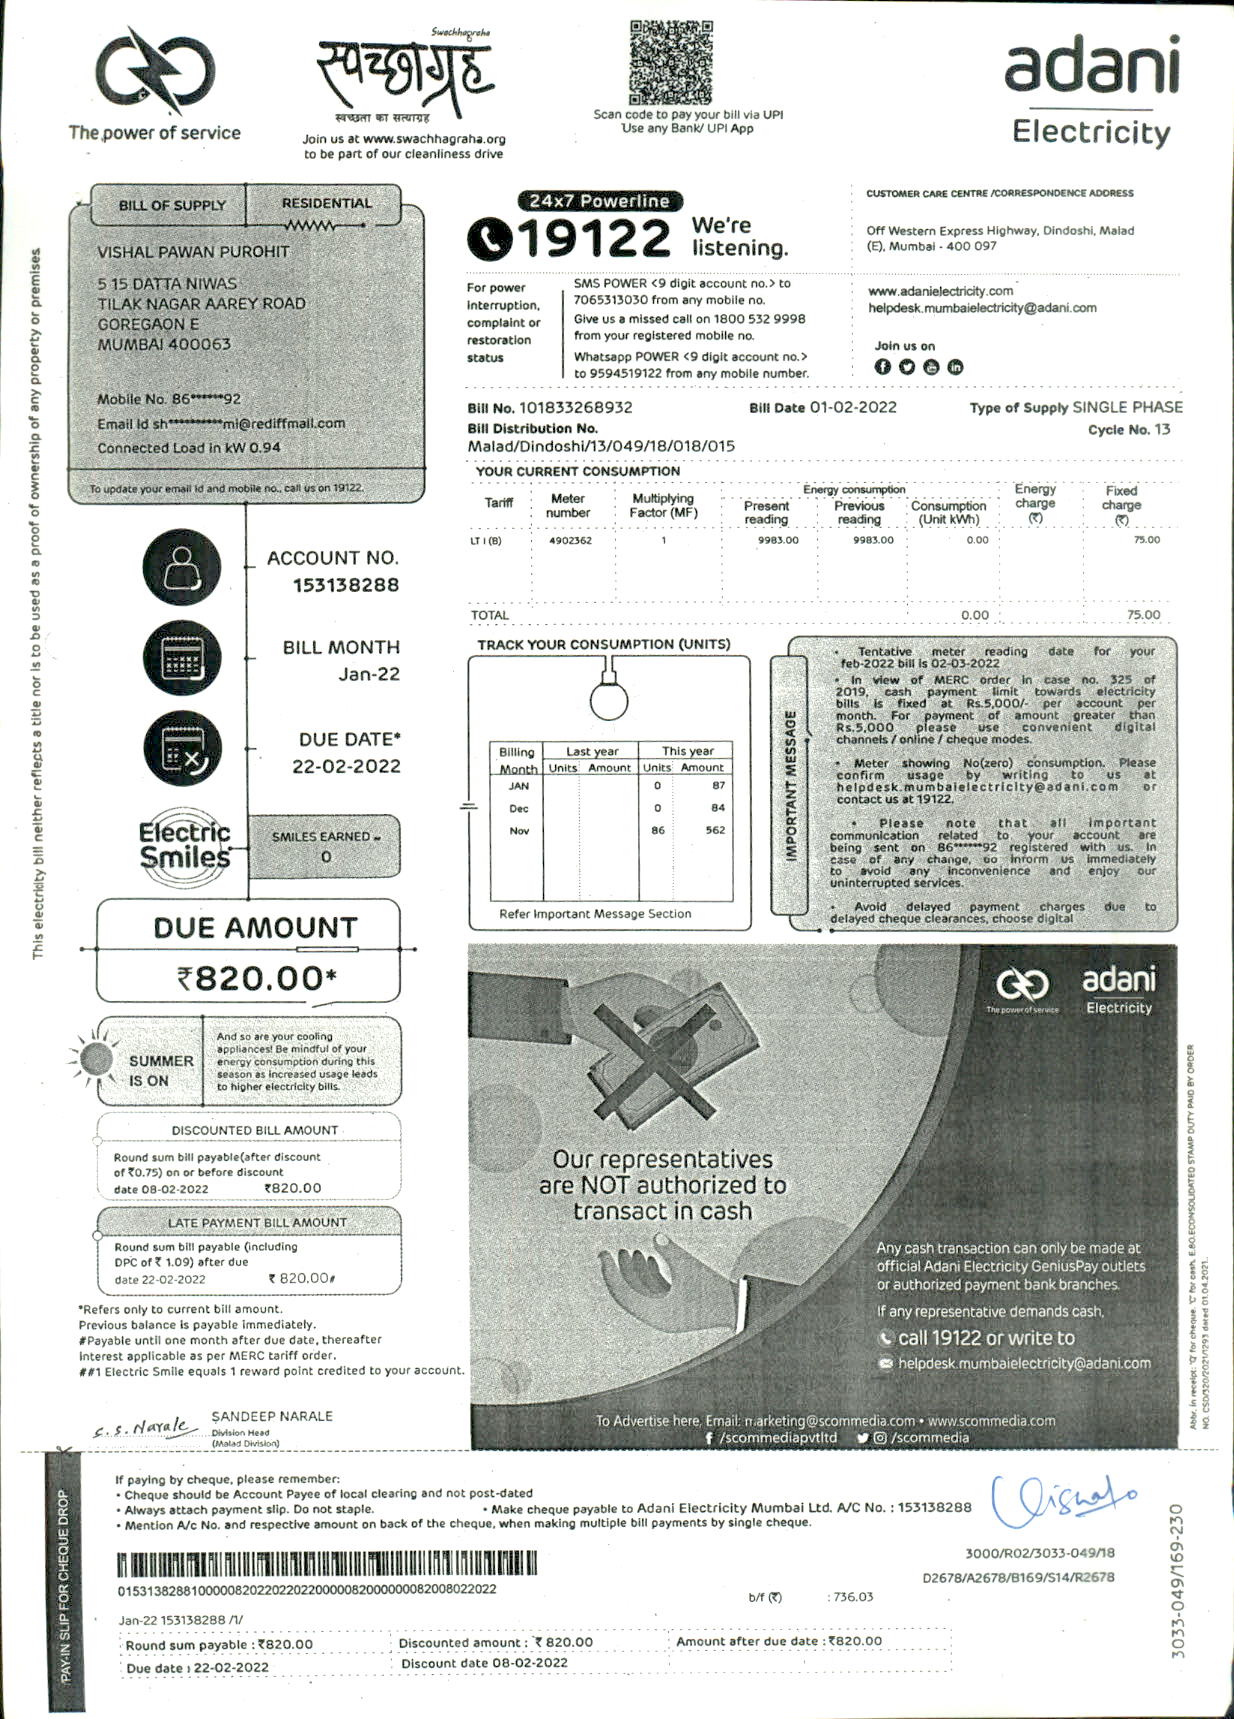 The power of service
Swachhagraha
स्वच्छाग्रह
स्वच्छता का सत्याग्रह
Join us at www.swachhagraha.org
to be part of our cleanliness drive
Scan code to pay your bill via UPI
Use any Bank/ UPI App
adani
Electricity
BILL OF SUPPLY
RESIDENTIAL
VISHAL PAWAN PUROHIT
5 15 DATTA NIWAS
TILAK NAGAR AAREY ROAD
GOREGAON E
MUMBAI 400063
Mobile No. 86******92
Email Id sh**********mi@rediffmail.com
Connected Load in kW 0.94
To update your email id and mobile no., call us on 19122.
24x7 Powerline
19122 We're
listening.
For power
interruption,
complaint or
restoration
status
SMS POWER <9 digit account no.> to
7065313030 from any mobile no.
Give us a missed call on 1800 532 9998
from your registered mobile no.
Whatsapp POWER <9 digit account no.>
to 9594519122 from any mobile number.
CUSTOMER CARE CENTRE /CORRESPONDENCE ADDRESS
Off Western Express Highway, Dindoshi, Malad
(E), Mumbai - 400 097
www.adanielectricity.com
helpdesk.mumbaielectricity@adani.com
Join us on
Bill No. 101833268932 Bill Date 01-02-2022 Type of Supply SINGLE PHASE
Bill Distribution No. Cycle No. 13
Malad/Dindoshi/13/049/18/018/015
YOUR CURRENT CONSUMPTION
Tariff Meter number Multiplying Factor (MF) Energy consumption Present reading Previous reading Consumption (Unit kWh) Energy charge (₹) Fixed charge (₹)
LT I (B) 4902362 1 9983.00 9983.00 0.00 75.00
TOTAL 0.00 75.00
ACCOUNT NO.
153138288
BILL MONTH
Jan-22
DUE DATE*
22-02-2022
Electric
Smiles
SMILES EARNED
0
DUE AMOUNT
₹820.00*
TRACK YOUR CONSUMPTION (UNITS)
Billing Last year This year
Month Units Amount Units Amount
JAN 0 87
Dec 0 84
Nov 86 562
Refer Important Message Section
IMPORTANT MESSAGE
• Tentative meter reading date for your
feb-2022 bill is 02-03-2022
• In view of MERC order in case no. 325 of
2019, cash payment limit towards electricity
bills is fixed at Rs.5,000/- per account per
month. For payment of amount greater than
Rs.5,000 please use convenient digital
channels / online / cheque modes.
• Meter showing No(zero) consumption. Please
confirm usage by writing to us at
helpdesk.mumbaielectricity@adani.com or
contact us at 19122.
• Please note that all important
communication related to your account are
being sent on 86******92 registered with us. In
case of any change, do inform us immediately
to avoid any inconvenience and enjoy our
uninterrupted services.
• Avoid delayed payment charges due to
delayed cheque clearances, choose digital
SUMMER
IS ON
And so are your cooling
appliances! Be mindful of your
energy consumption during this
season as increased usage leads
to higher electricity bills.
DISCOUNTED BILL AMOUNT
Round sum bill payable(after discount
of ₹0.75) on or before discount
date 08-02-2022 ₹820.00
LATE PAYMENT BILL AMOUNT
Round sum bill payable (including
DPC of ₹ 1.09) after due
date 22-02-2022 ₹ 820.00#
*Refers only to current bill amount.
Previous balance is payable immediately.
#Payable until one month after due date, thereafter
interest applicable as per MERC tariff order.
##1 Electric Smile equals 1 reward point credited to your account.
C. S. Narale
SANDEEP NARALE
Division Head
(Malad Division)
The power of service
adani
Electricity
Our representatives
are NOT authorized to
transact in cash
Any cash transaction can only be made at
official Adani Electricity GeniusPay outlets
or authorized payment bank branches.
If any representative demands cash,
call 19122 or write to
helpdesk.mumbaielectricity@adani.com
To Advertise here, Email: marketing@scommedia.com • www.scommedia.com
/scommediapvtltd /scommedia
This electricity bill neither reflects a title nor is to be used as a proof of ownership of any property or premises
Abbr. in receipt: 'Q' for cheque. 'C' for cash. E.&O.E CONSOLIDATED STAMP DUTY PAID BY ORDER
NO. CSD/320/2021/1293 dated 01.04.2021.
PAY-IN SLIP FOR CHEQUE DROP
If paying by cheque, please remember:
• Cheque should be Account Payee of local clearing and not post-dated
• Always attach payment slip. Do not staple. • Make cheque payable to Adani Electricity Mumbai Ltd. A/C No. : 153138288
• Mention A/c No. and respective amount on back of the cheque, when making multiple bill payments by single cheque.
3000/R02/3033-049/18
D2678/A2678/B169/S14/R2678
b/f (₹) : 736.03
Jan-22 153138288 /1/
Round sum payable : ₹820.00 Discounted amount : ₹ 820.00 Amount after due date : ₹820.00
Due date : 22-02-2022 Discount date 08-02-2022
3033-049/169-230